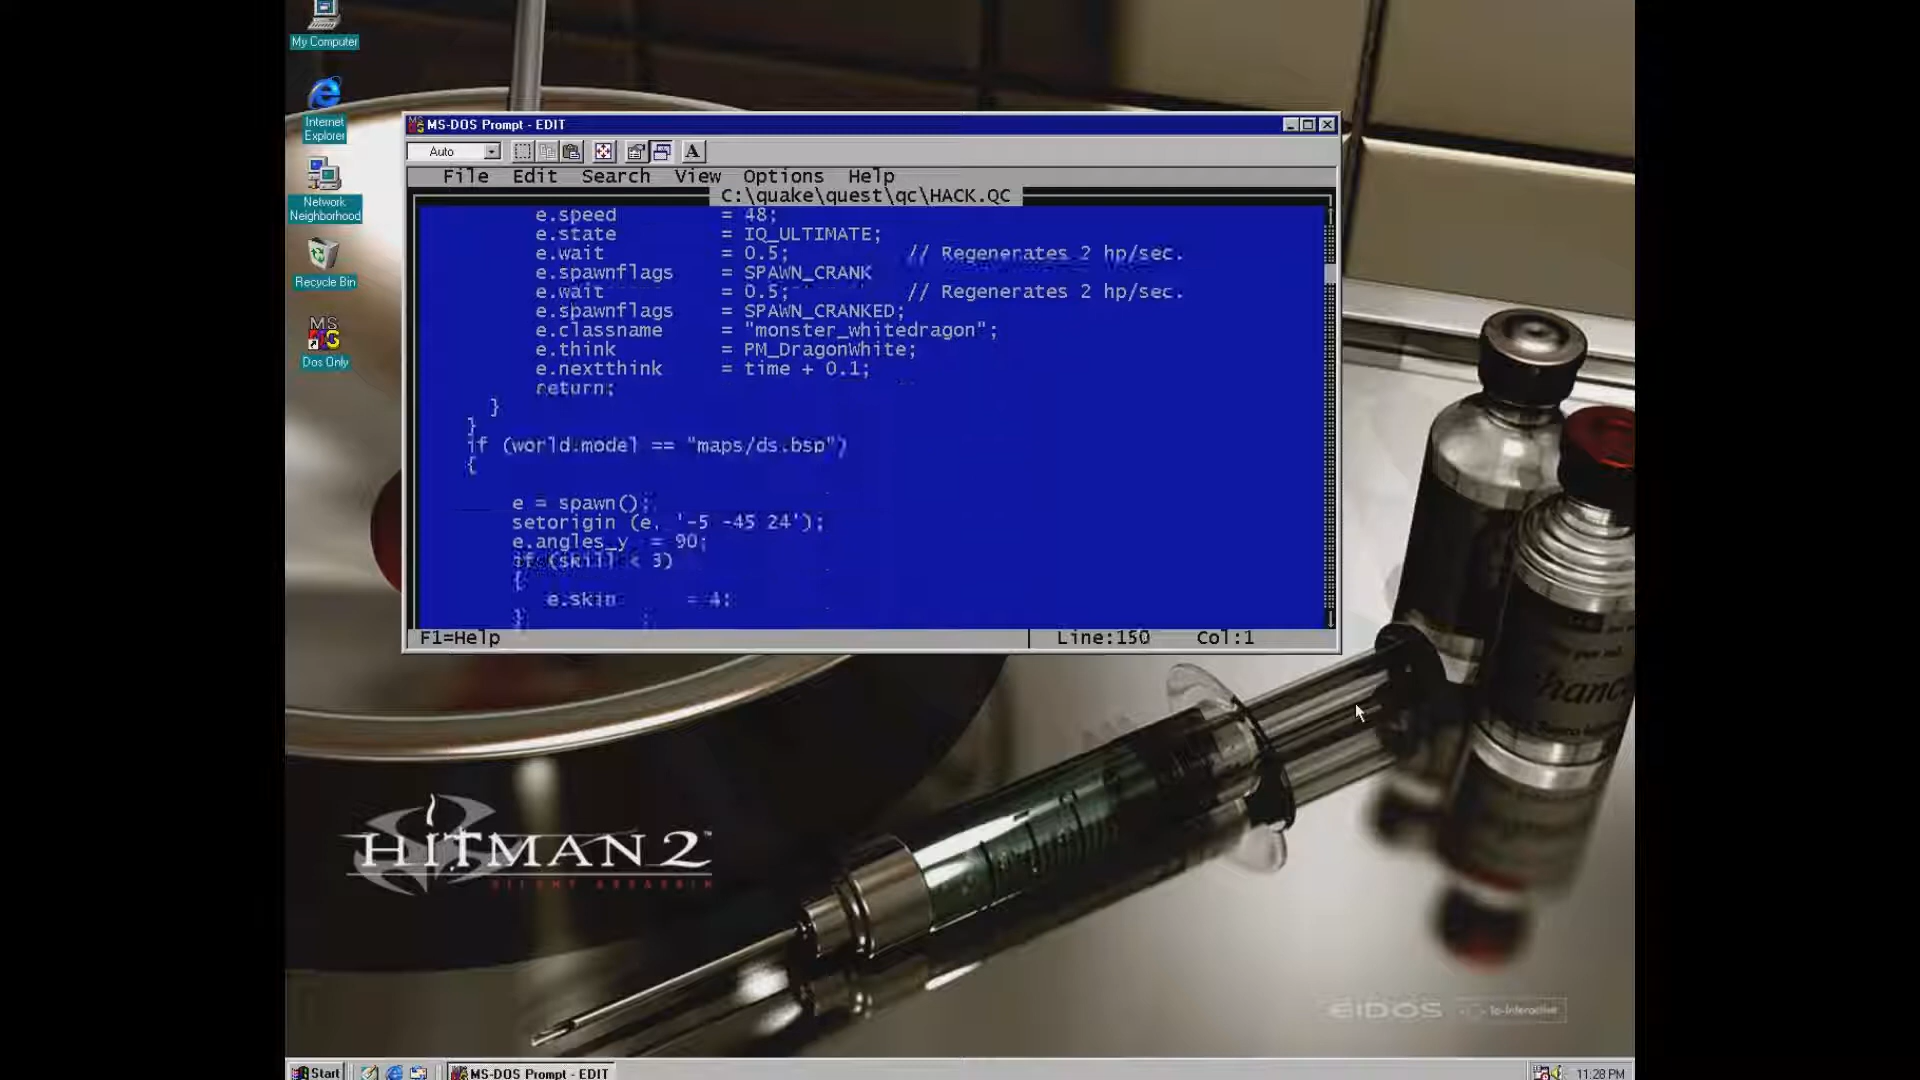 My Computer
Internet
Explorer
Network
Neighborhood
Recycle Bin
MS
Dos Only
MS-DOS Prompt - EDIT
Auto
A
File Edit Search View Options Help
C:\quake\quest\qc\HACK.QC
e.speed = 48;
e.state = IQ_ULTIMATE;
e.wait = 0.5; // Regenerates 2 hp/sec.
e.spawnflags = SPAWN_CRANK
e.wait = 0.5; // Regenerates 2 hp/sec.
e.spawnflags = SPAWN_CRANKED;
e.classname = "monster_whitedragon";
e.think = PM_DragonWhite;
e.nextthink = time + 0.1;
return;
}
}
if (world.model == "maps/ds.bsp")
{
e = spawn();
setorigin (e, '-5 -45 24');
e.angles_y = 90;
if (skill < 3)
{
e.skin = 4;
}
F1=Help
Line:150 Col:1
HITMAN 2
SILENT ASSASSIN
EIDOS
Start
MS-DOS Prompt - EDIT
11:28 PM